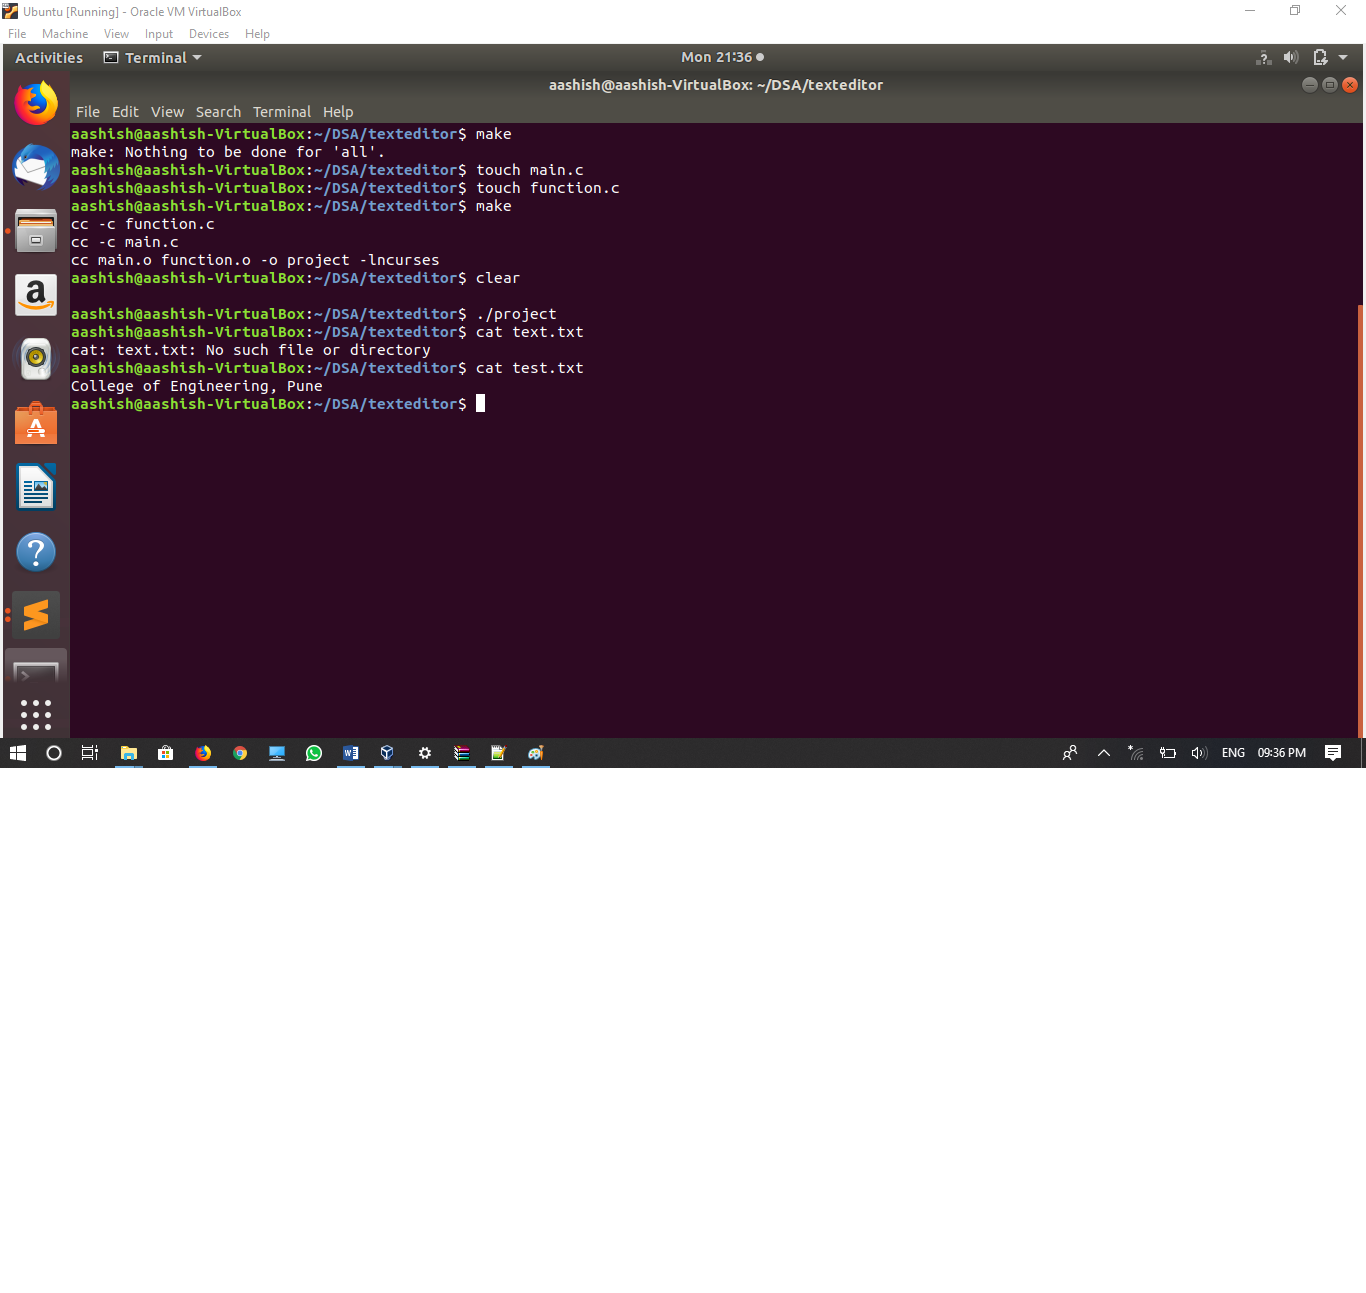 Ubuntu [Running] - Oracle VM VirtualBox
File Machine View Input Devices Help
Activities Terminal Mon 21:36
aashish@aashish-VirtualBox: ~/DSA/texteditor
File Edit View Search Terminal Help
aashish@aashish-VirtualBox:~/DSA/texteditor$ make
make: Nothing to be done for 'all'.
aashish@aashish-VirtualBox:~/DSA/texteditor$ touch main.c
aashish@aashish-VirtualBox:~/DSA/texteditor$ touch function.c
aashish@aashish-VirtualBox:~/DSA/texteditor$ make
cc -c function.c
cc -c main.c
cc main.o function.o -o project -lncurses
aashish@aashish-VirtualBox:~/DSA/texteditor$ clear
aashish@aashish-VirtualBox:~/DSA/texteditor$ ./project
aashish@aashish-VirtualBox:~/DSA/texteditor$ cat text.txt
cat: text.txt: No such file or directory
aashish@aashish-VirtualBox:~/DSA/texteditor$ cat test.txt
College of Engineering, Pune
aashish@aashish-VirtualBox:~/DSA/texteditor$
ENG 09:36 PM